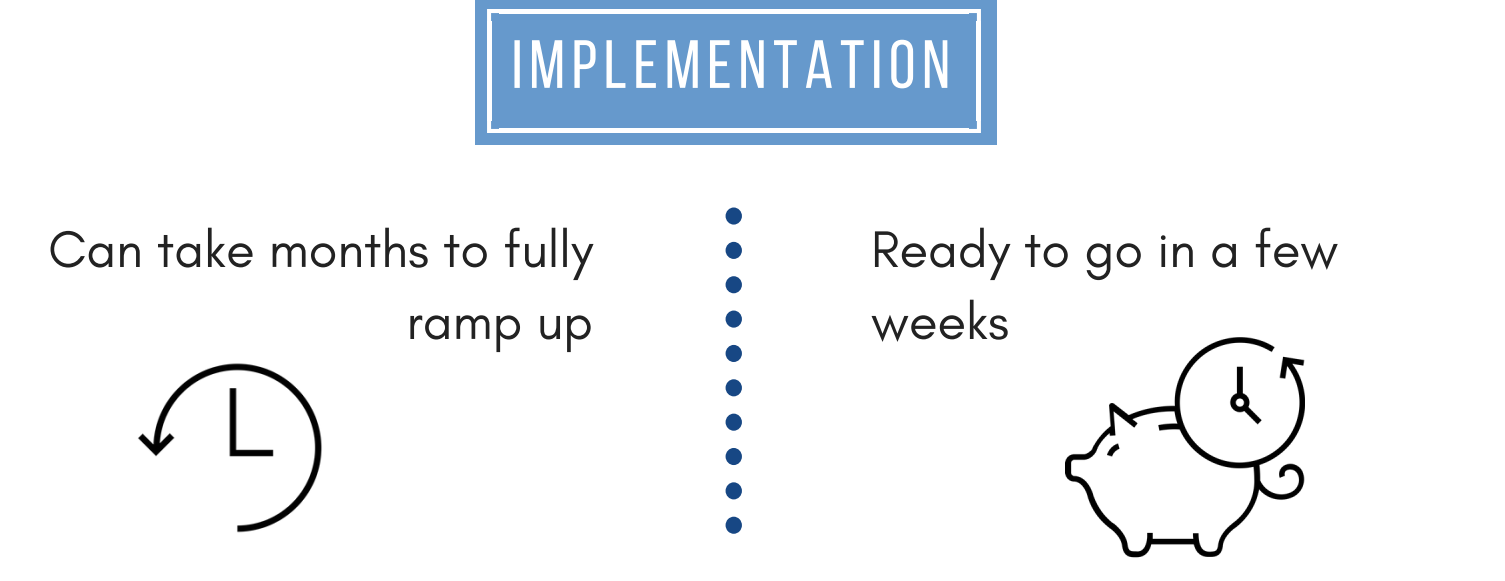 IMPLEMENTATION
Can take months to fully
ramp up
Ready to go in a few
weeks